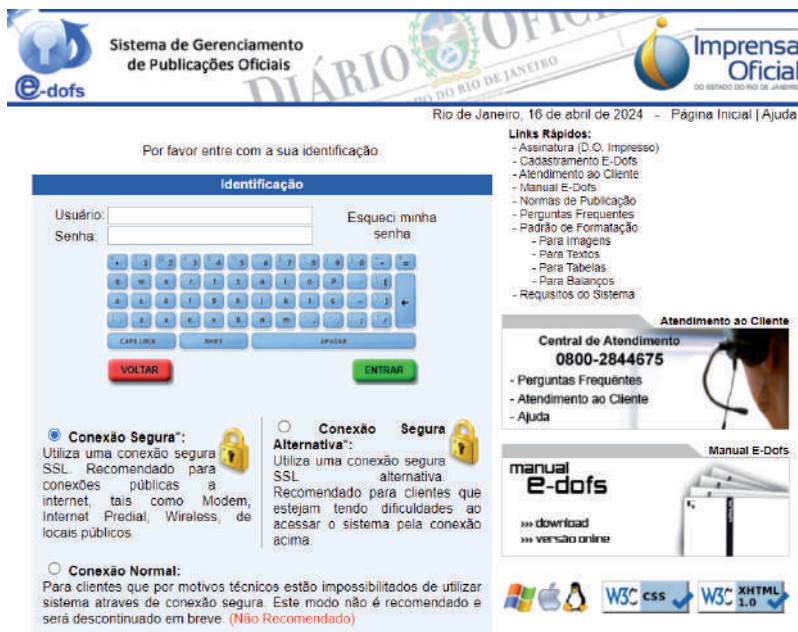 e-dofs
Sistema de Gerenciamento
de Publicações Oficiais
DIÁRIO OFIC
DO RIO DE JANEIRO
Imprensa
Oficial
DO ESTADO DO RIO DE JANEIRO
Rio de Janeiro, 16 de abril de 2024 - Página Inicial | Ajuda
Por favor entre com a sua identificação
Identificação
Usuário:
Senha:
Esqueci minha
senha
CAPS LOCK SHIFT APAGAR
VOLTAR
ENTRAR
Conexão Segura*:
Utiliza uma conexão segura
SSL. Recomendado para
conexões públicas a
internet, tais como Modem,
Internet Predial, Wireless, de
locais públicos.
Conexão Segura
Alternativa*:
Utiliza uma conexão segura
SSL alternativa.
Recomendado para clientes que
estejam tendo dificuldades ao
acessar o sistema pela conexão
acima.
Conexão Normal:
Para clientes que por motivos técnicos estão impossibilitados de utilizar
sistema atraves de conexão segura. Este modo não é recomendado e
será descontinuado em breve. (Não Recomendado)
Links Rápidos:
- Assinatura (D.O. Impresso)
- Cadastramento E-Dofs
- Atendimento ao Cliente
- Manual E-Dofs
- Normas de Publicação
- Perguntas Frequentes
- Padrão de Formatação
- Para Imagens
- Para Textos
- Para Tabelas
- Para Balanços
- Requisitos do Sistema
Atendimento ao Cliente
Central de Atendimento
0800-2844675
- Perguntas Freqüentes
- Atendimento ao Cliente
- Ajuda
Manual E-Dofs
manual
e-dofs
»» download
»» versão online
W3C css
W3C XHTML 1.0